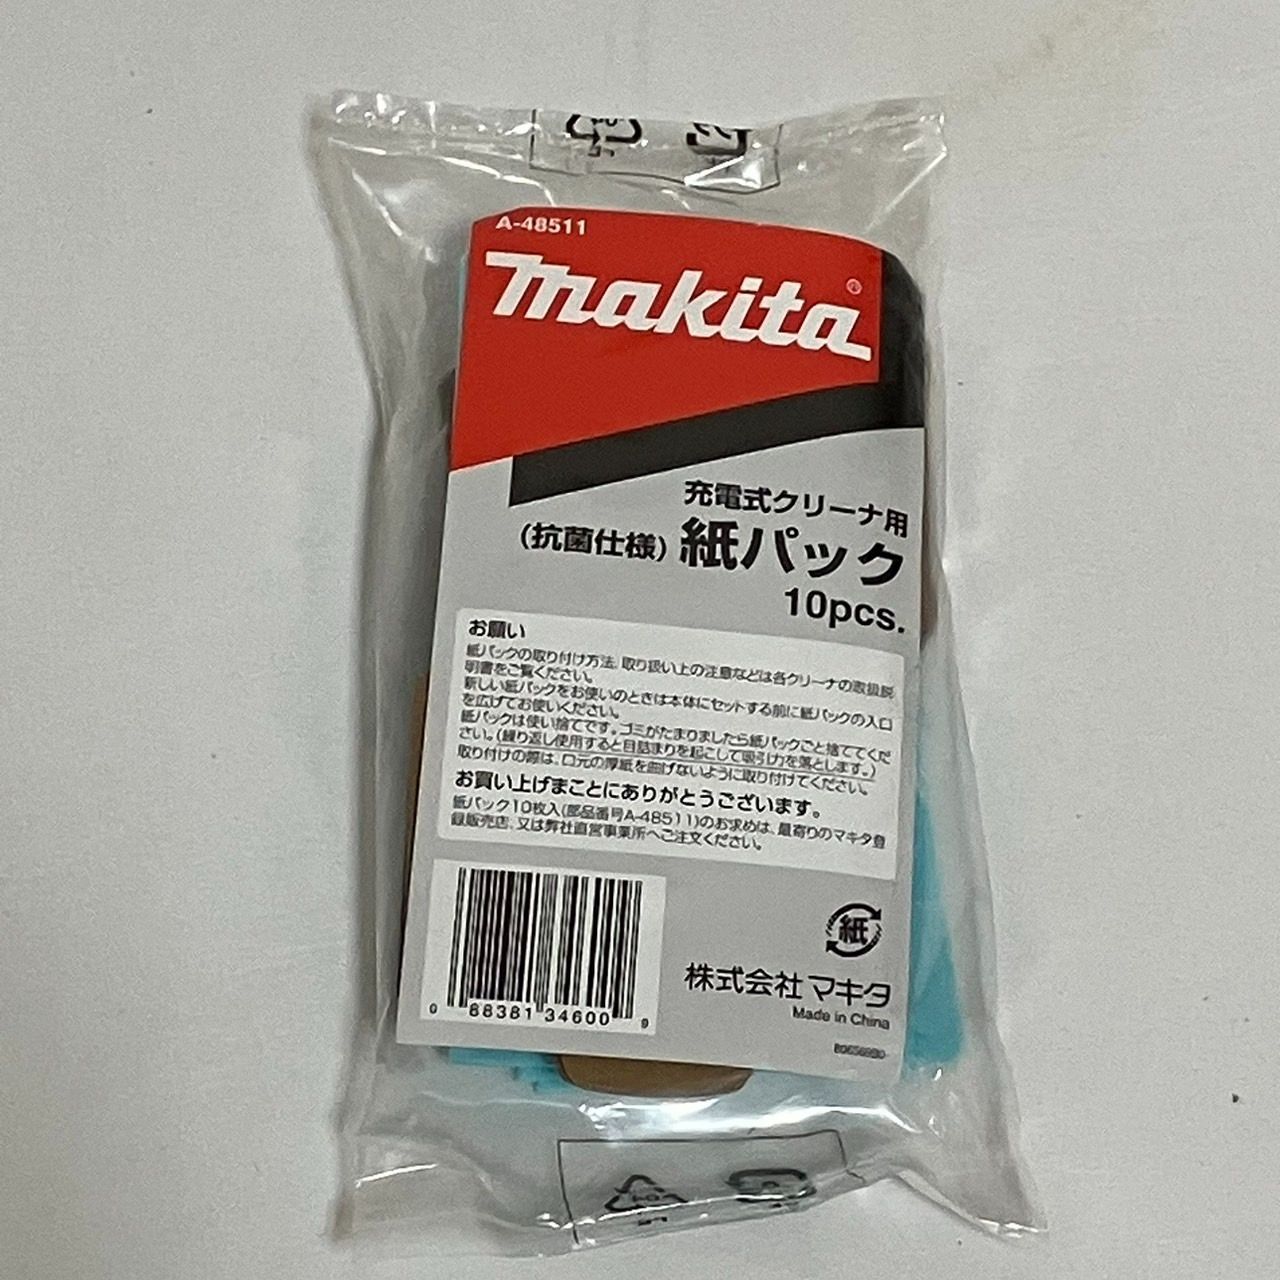 A-48511
makita®
充電式クリーナ用
(抗菌仕様) 紙パック
10pcs.
お願い
紙パックの取り付け方法、取り扱い上の注意などは各クリーナの取扱説
明書をご覧ください。
新しい紙パックをお使いのときは本体にセットする前に紙パックの入口
を広げてお使いください。
紙パックは使い捨てです。ゴミがたまりましたら紙パックごと捨ててくだ
さい。(繰り返し使用すると目詰まりを起こして吸引力を落とします。)
取り付けの際は、口元の厚紙を曲げないように取り付けてください。
お買い上げまことにありがとうございます。
紙パック10枚入(部品番号A-48511)のお求めは、最寄りのマキタ登
録販売店、又は弊社直営事業所へご注文ください。
0 88381 34600 9
紙
株式会社 マキタ
Made in China